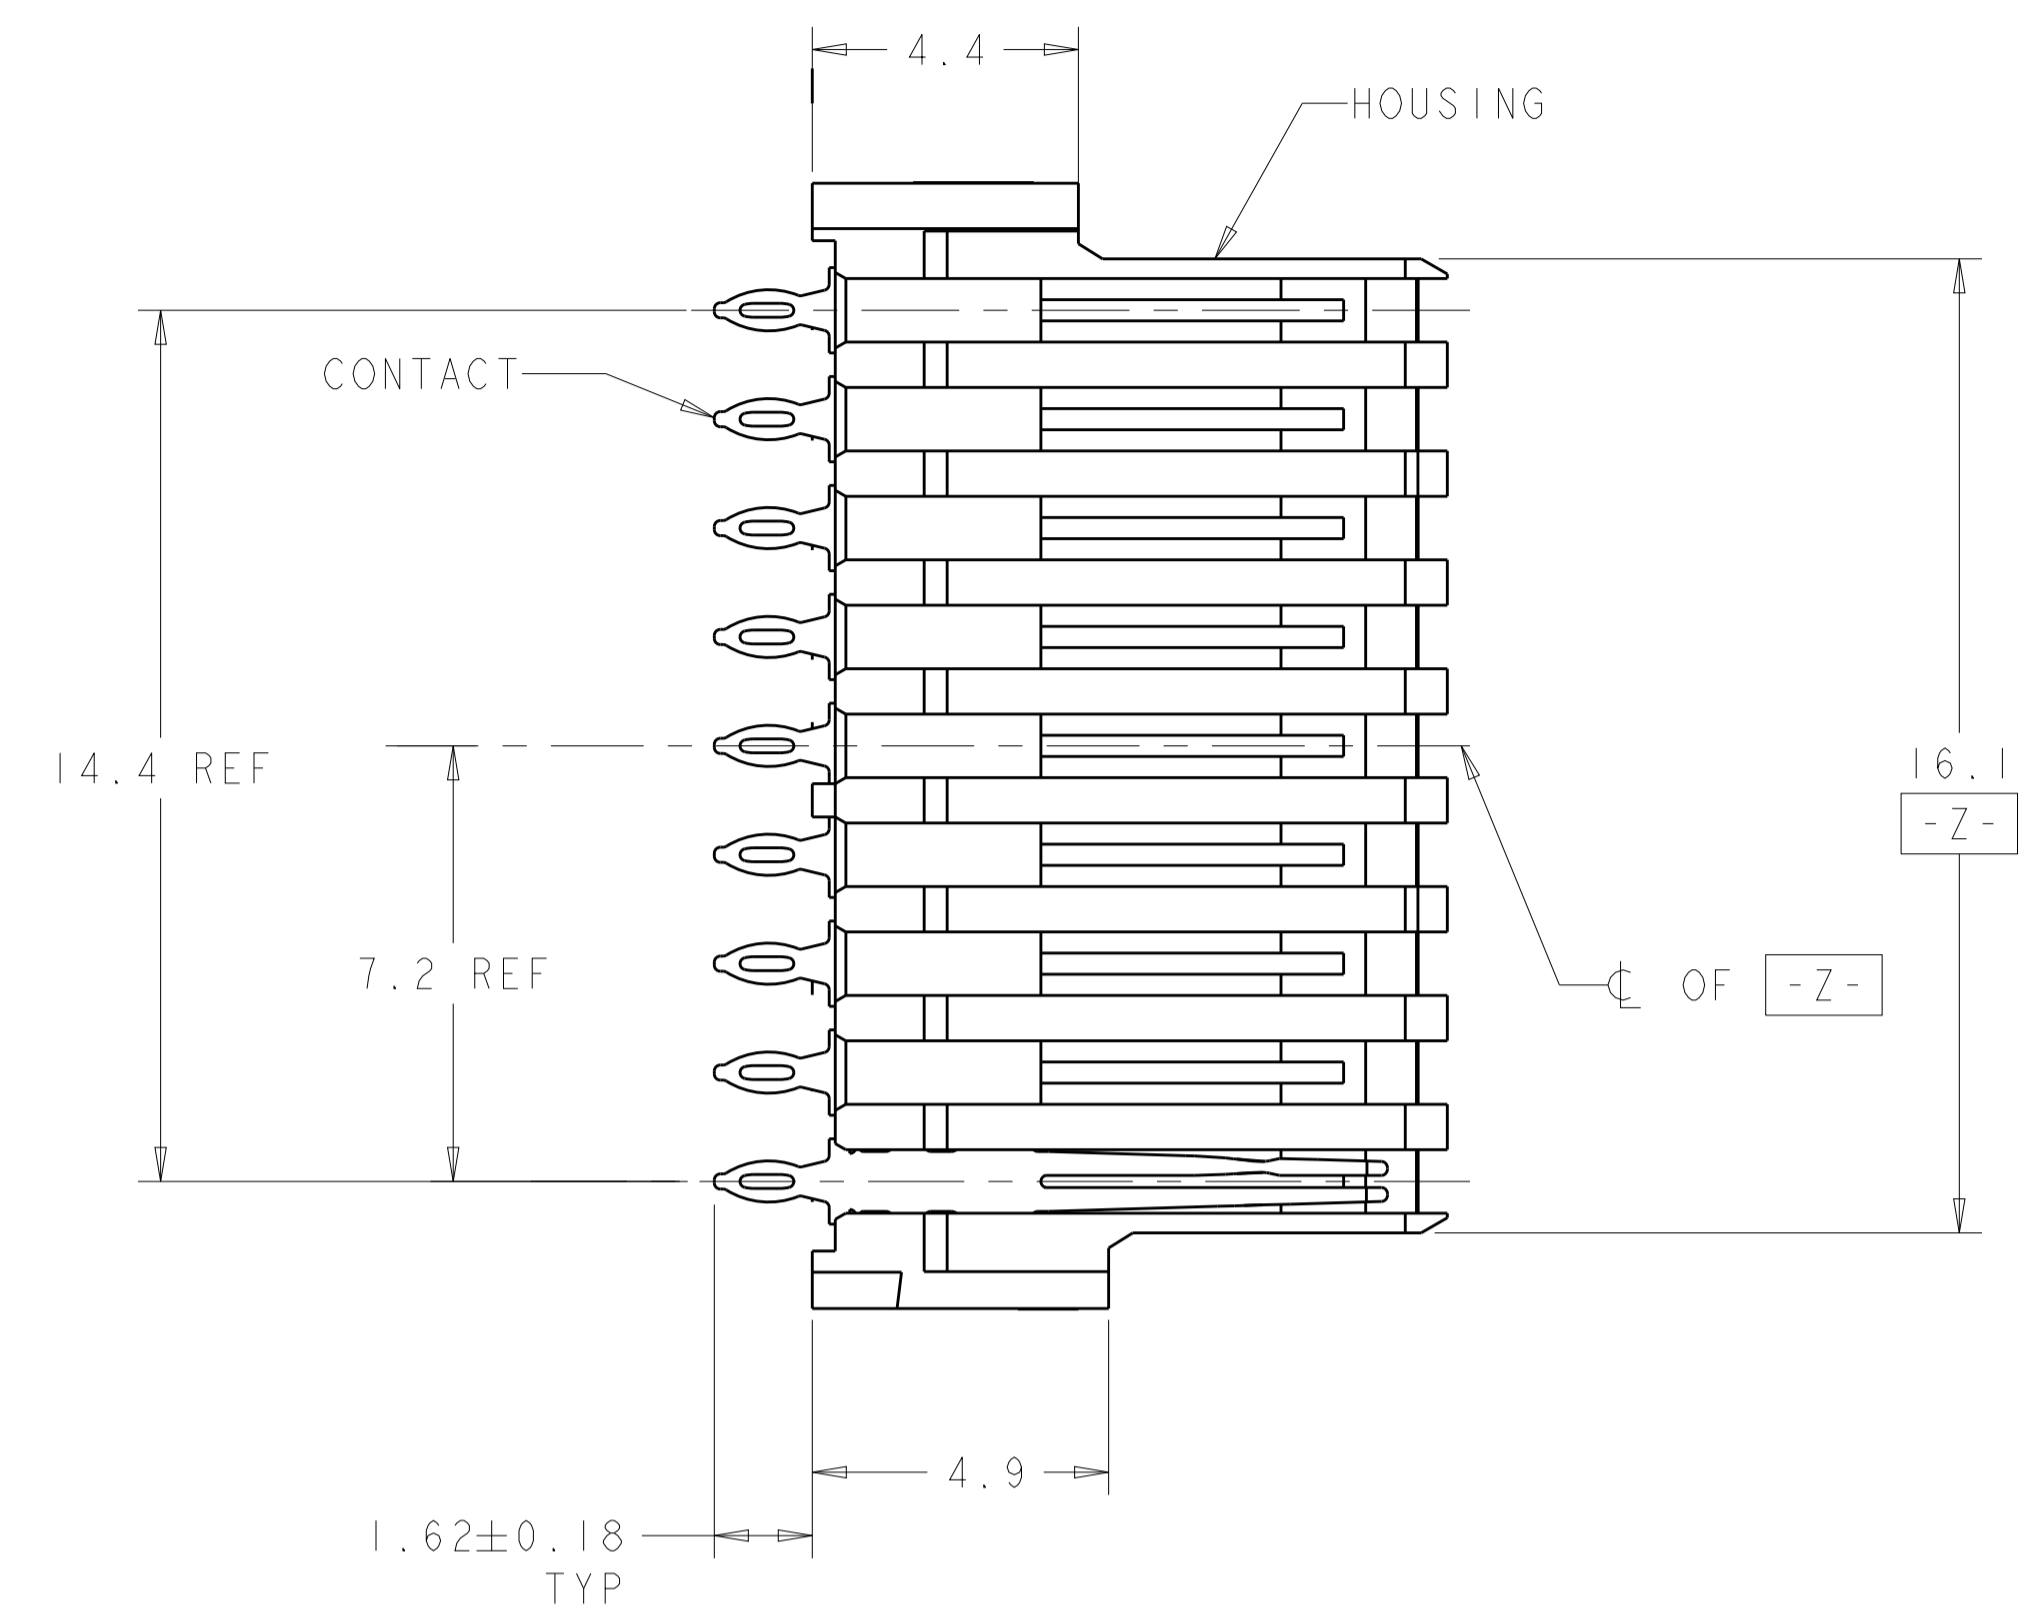 4.4
HOUSING
CONTACT
14.4 REF
16.1
-Z-
7.2 REF
℄ OF -Z-
4.9
1.62±0.18
TYP